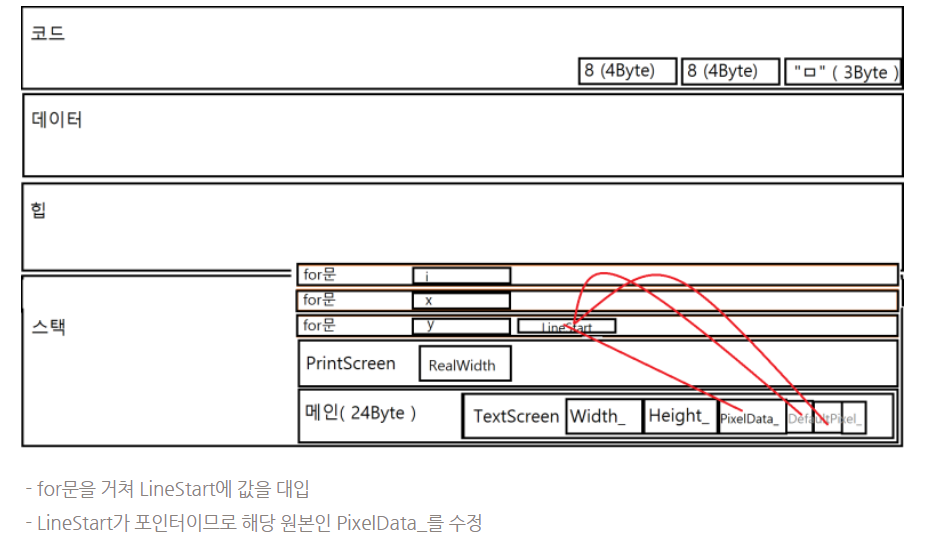 코드
8 (4Byte) 8 (4Byte) "ㅁ" ( 3Byte )
데이터
힙
for문 i
for문 x
스택
for문 y LineStart
PrintScreen RealWidth
메인( 24Byte ) TextScreen Width_ Height_ PixelData_ DefaultPixel_
- for문을 거쳐 LineStart에 값을 대입
- LineStart가 포인터이므로 해당 원본인 PixelData_를 수정